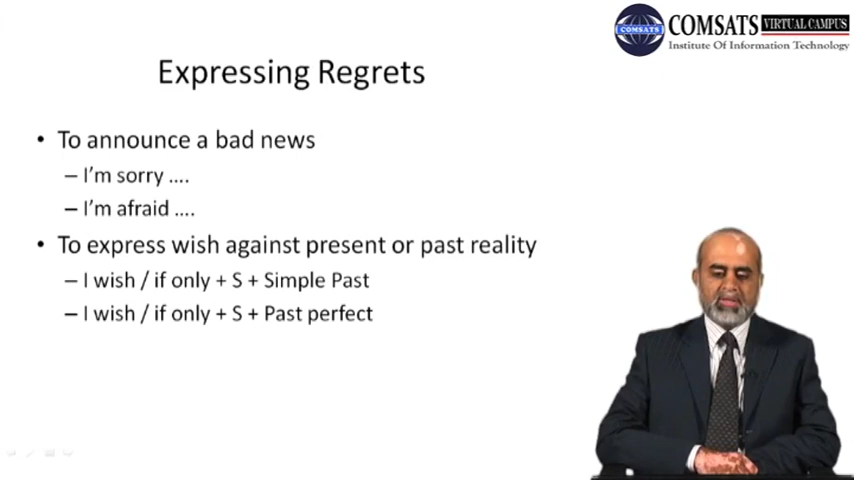 COMSATS VIRTUAL CAMPUS
COMSATS
Institute Of Information Technology
Expressing Regrets
• To announce a bad news
– I'm sorry ....
– I'm afraid ....
• To express wish against present or past reality
– I wish / if only + S + Simple Past
– I wish / if only + S + Past perfect